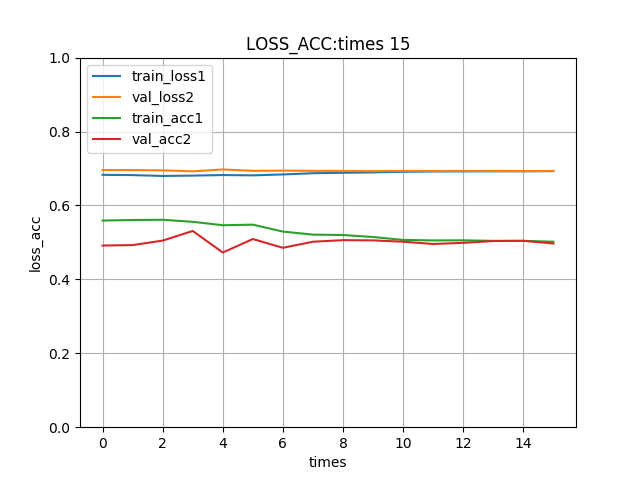 LOSS_ACC:times 15
1.0
0.8
0.6
0.4
0.2
0.0
loss_acc
train_loss1
val_loss2
train_acc1
val_acc2
0 2 4 6 8 10 12 14
times